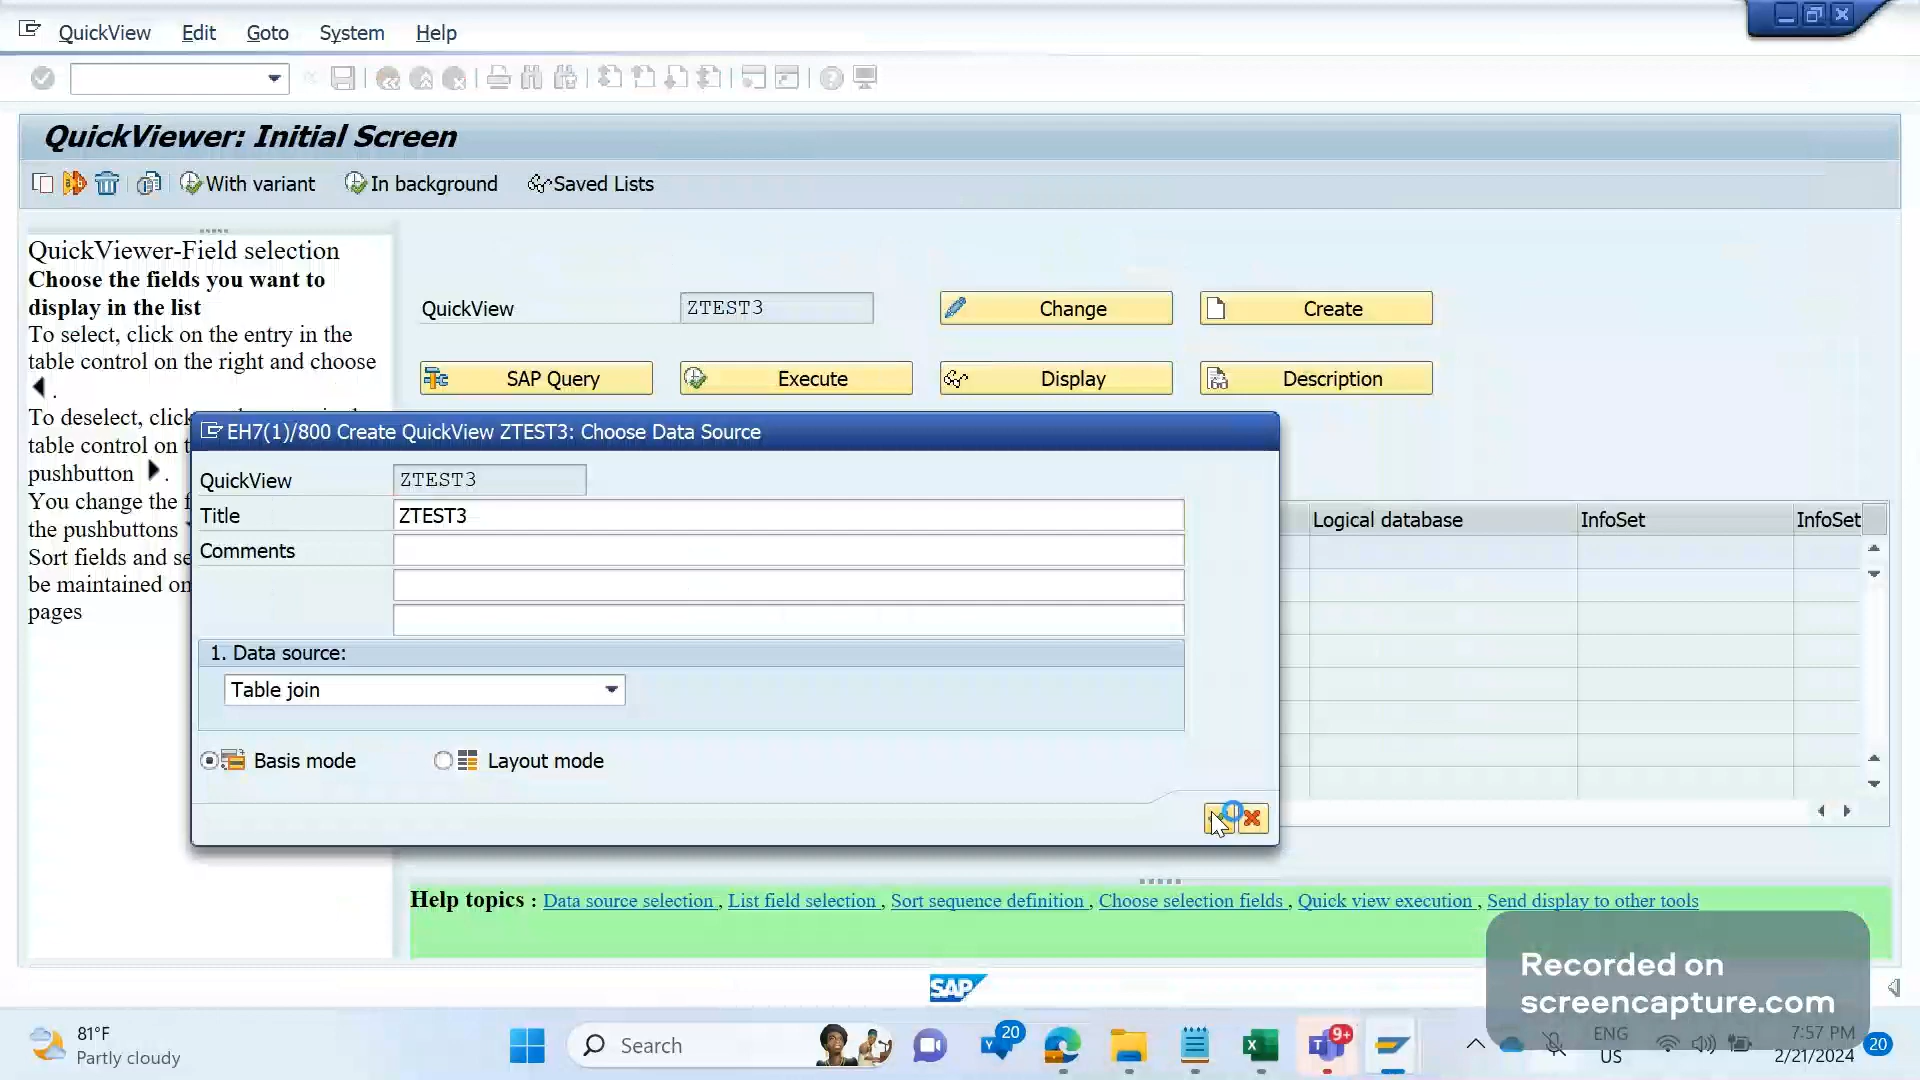 QuickView Edit Goto System Help
QuickViewer: Initial Screen
With variant In background Saved Lists
QuickViewer-Field selection
Choose the fields you want to
display in the list
To select, click on the entry in the
table control on the right and choose
.
To deselect, click
table control on t
pushbutton .
You change the f
the pushbuttons
Sort fields and se
be maintained on
pages
QuickView ZTEST3 Change Create
SAP Query Execute Display Description
EH7(1)/800 Create QuickView ZTEST3: Choose Data Source
QuickView ZTEST3
Title ZTEST3
Comments
1. Data source:
Table join
Basis mode Layout mode
Logical database InfoSet InfoSet
Help topics : Data source selection , List field selection , Sort sequence definition , Choose selection fields , Quick view execution , Send display to other tools
SAP
Recorded on
screencapture.com
81°F
Partly cloudy
Search
20
9+
ENG
US
7:57 PM
2/21/2024
20